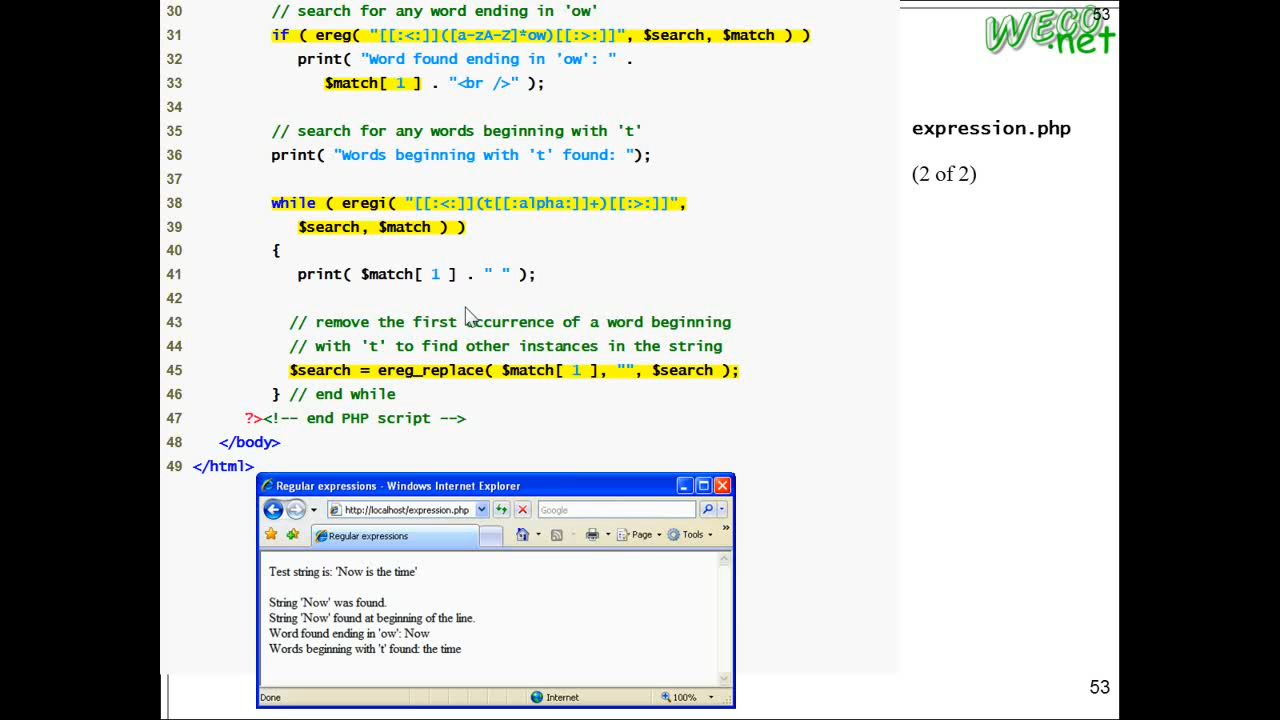 30 // search for any word ending in 'ow'
31 if ( ereg( "[[:<:]]([a-zA-Z]*ow)[[:>:]]", $search, $match ) )
32 print( "Word found ending in 'ow': " .
33 $match[ 1 ] . "<br />" );
34
35 // search for any words beginning with 't'
36 print( "Words beginning with 't' found: ");
37
38 while ( eregi( "[[:<:]](t[[:alpha:]]+)[[:>:]]",
39 $search, $match ) )
40 {
41 print( $match[ 1 ] . " " );
42
43 // remove the first occurrence of a word beginning
44 // with 't' to find other instances in the string
45 $search = ereg_replace( $match[ 1 ], "", $search );
46 } // end while
47 ?><!-- end PHP script -->
48 </body>
49 </html>
53
WECO
.net
expression.php
(2 of 2)
Regular expressions - Windows Internet Explorer
http://localhost/expression.php
Google
Regular expressions
Page
Tools
»
Test string is: 'Now is the time'
String 'Now' was found.
String 'Now' found at beginning of the line.
Word found ending in 'ow': Now
Words beginning with 't' found: the time
Done
Internet
100%
53